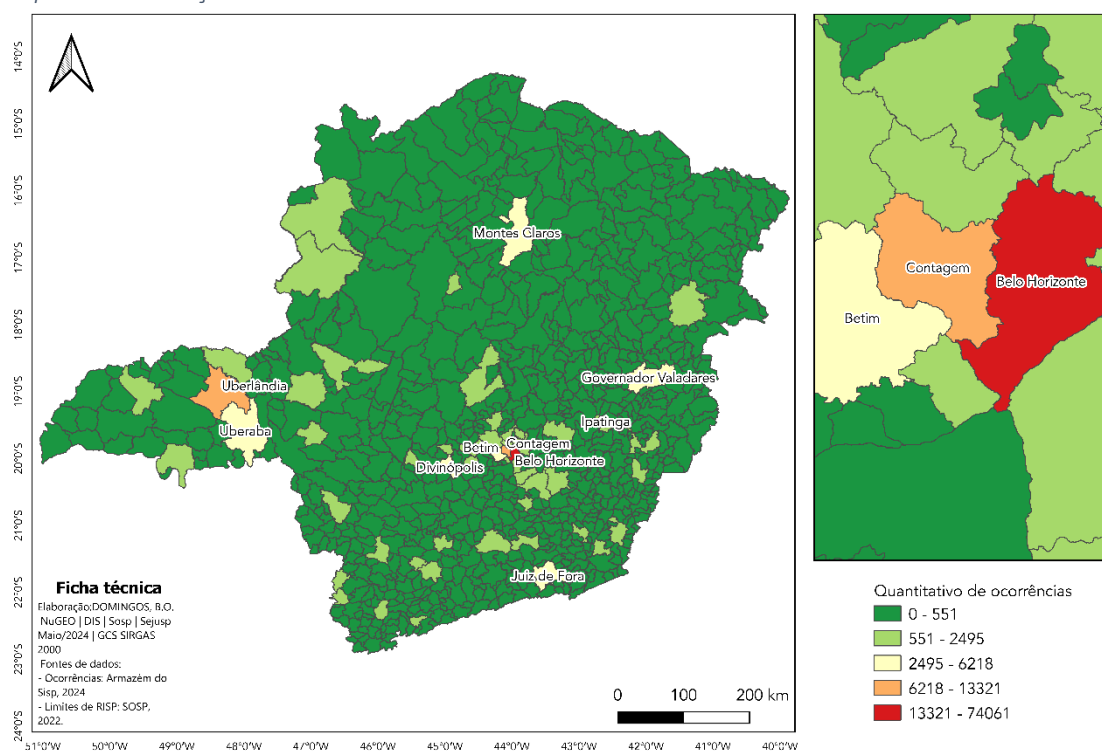 14°0'S
15°0'S
16°0'S
17°0'S
18°0'S
19°0'S
20°0'S
21°0'S
22°0'S
23°0'S
24°0'S
Montes Claros
Uberlândia
Governador Valadares
Uberaba
Ipatinga
Betim
Contagem
Divinópolis
Belo Horizonte
Juiz de Fora
Ficha técnica
Elaboração:DOMINGOS, B.O.
NuGEO | DIS | Sosp | Sejusp
Maio/2024 | GCS SIRGAS
2000
Fontes de dados:
- Ocorrências: Armazém do
Sisp, 2024
- Limites de RISP: SOSP,
2022.
0 100 200 km
51°0'W 50°0'W 49°0'W 48°0'W 47°0'W 46°0'W 45°0'W 44°0'W 43°0'W 42°0'W 41°0'W 40°0'W
Contagem
Belo Horizonte
Betim
Quantitativo de ocorrências
0 - 551
551 - 2495
2495 - 6218
6218 - 13321
13321 - 74061